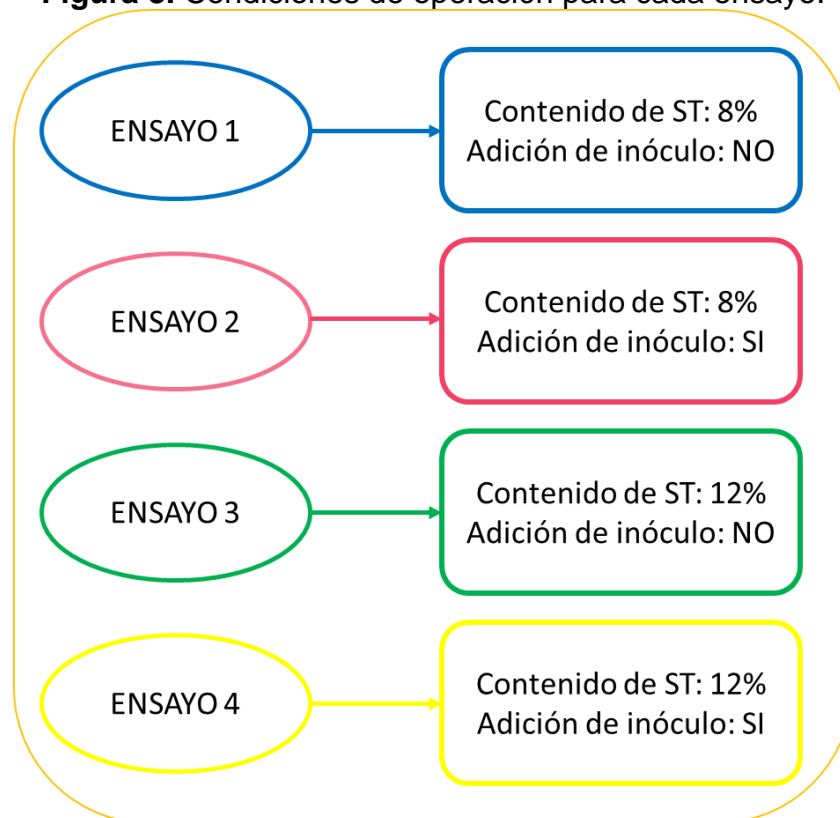 Condiciones de operación para cada ensayo.
ENSAYO 1
Contenido de ST: 8%
Adición de inóculo: NO
ENSAYO 2
Contenido de ST: 8%
Adición de inóculo: SI
ENSAYO 3
Contenido de ST: 12%
Adición de inóculo: NO
ENSAYO 4
Contenido de ST: 12%
Adición de inóculo: SI